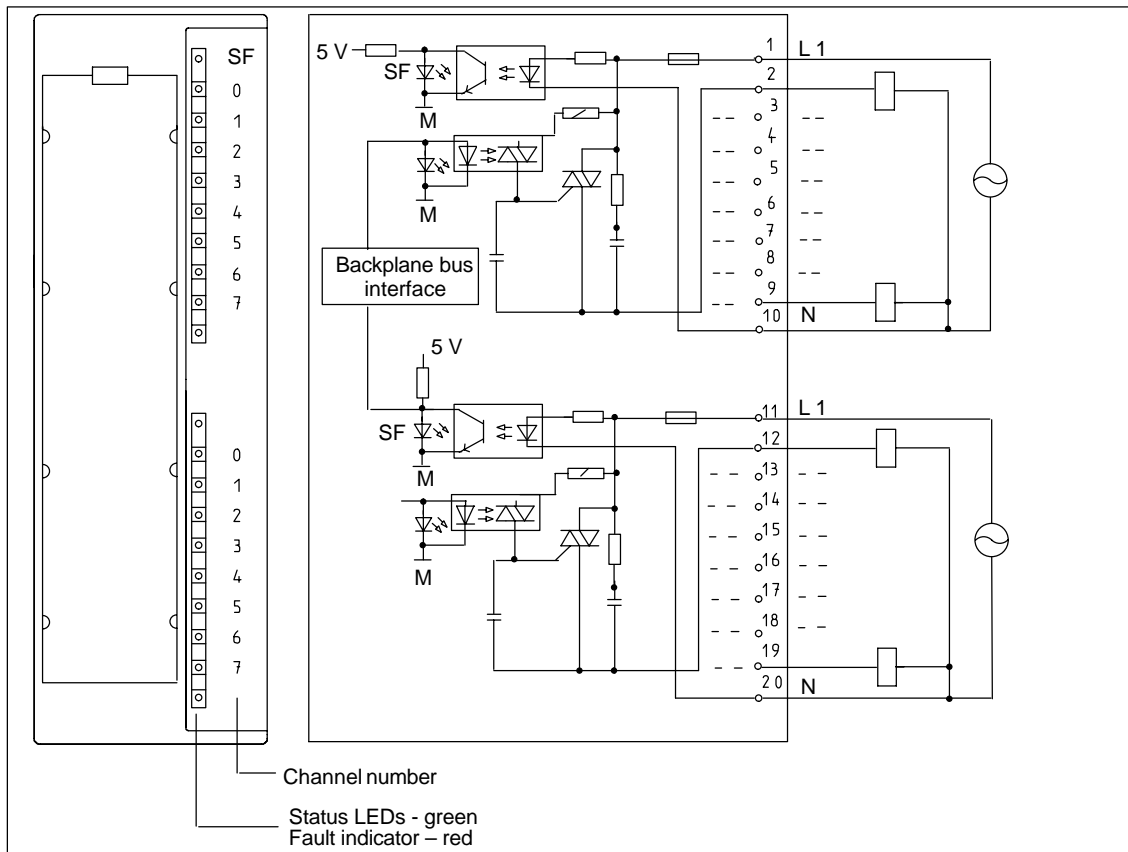 SF
0
1
2
3
4
5
6
7
0
1
2
3
4
5
6
7
Channel number
Status LEDs - green
Fault indicator – red
5 V
SF
M
M
Backplane bus
interface
5 V
SF
M
M
1 L 1
2
3
4
5
6
7
8
9
10 N
11 L 1
12
13
14
15
16
17
18
19
20 N